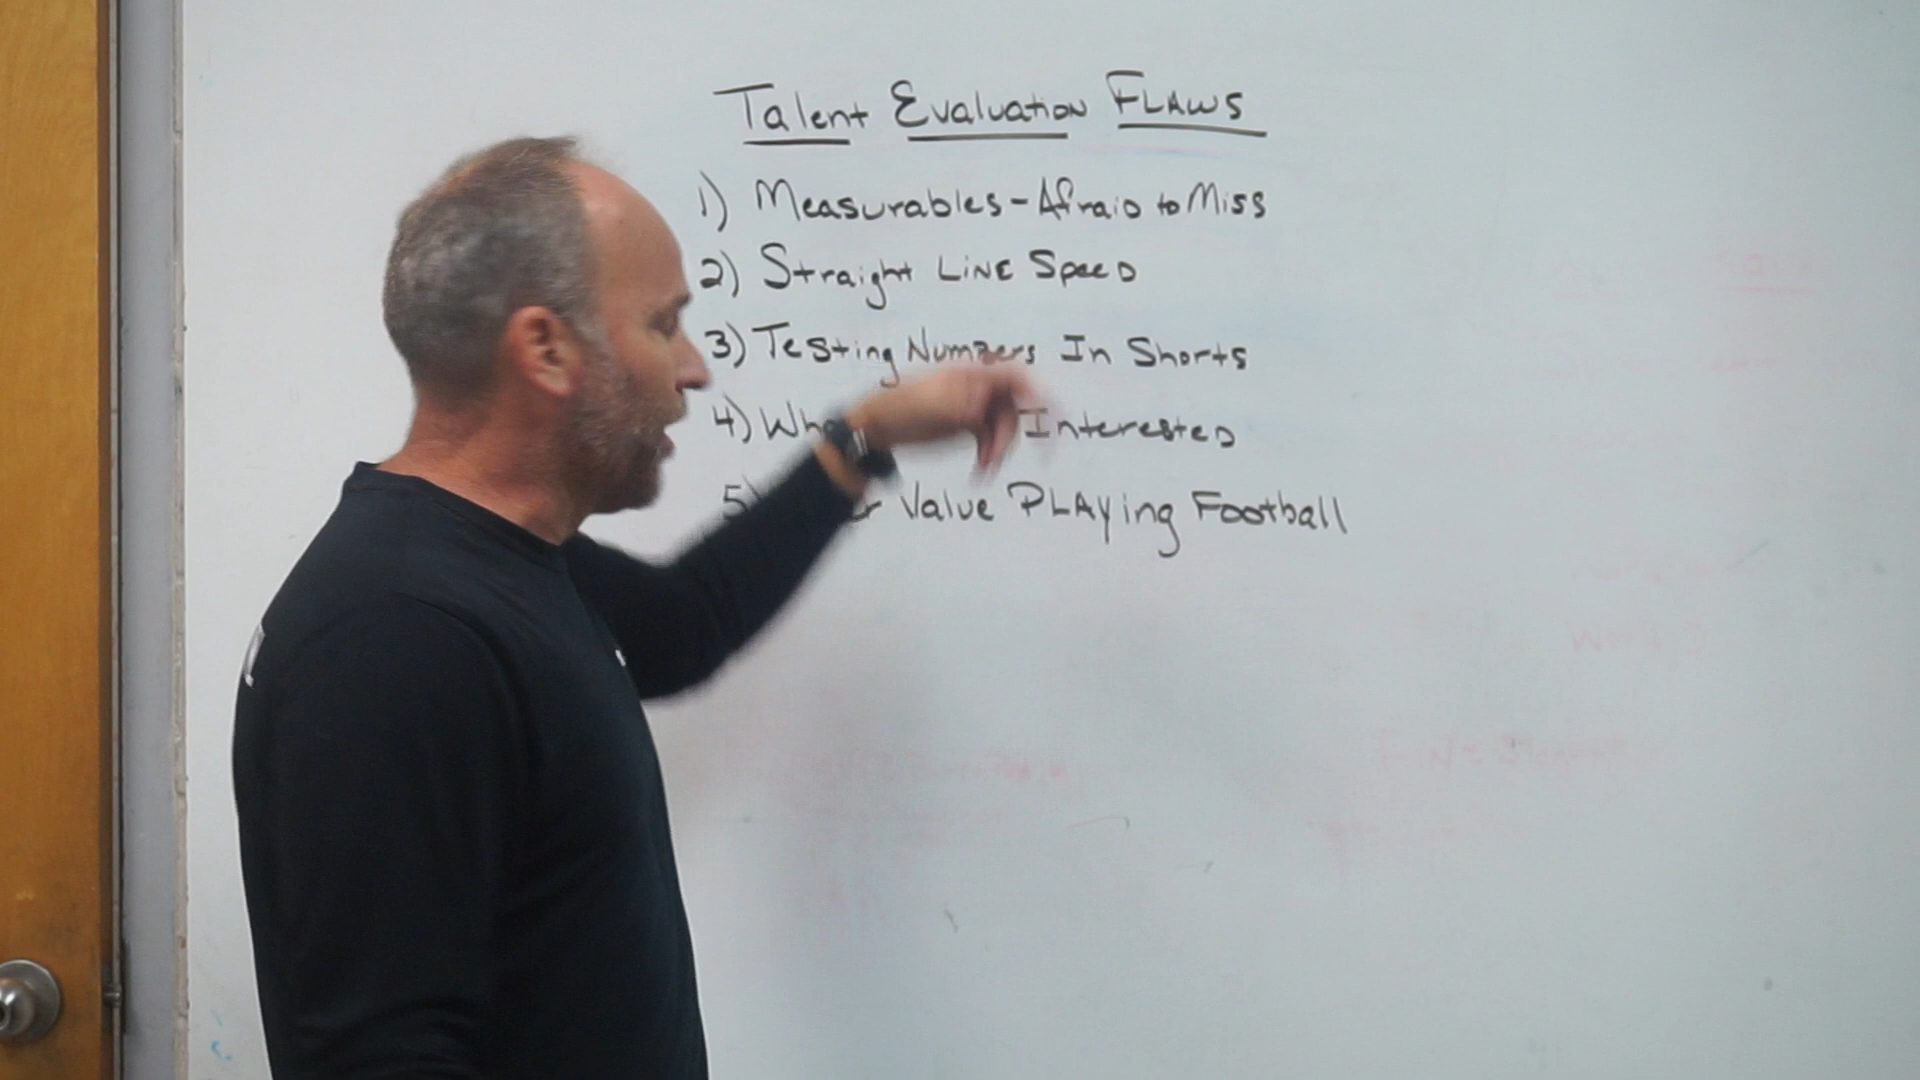 Talent Evaluation FLAWS
1) Measurables - Afraid to Miss
2) Straight Line Speed
3) Testing Numbers In Shorts
4) Interested
5) Value PLAying Football